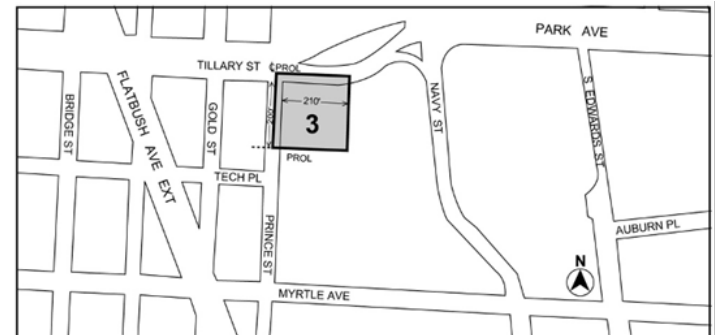 PARK AVE
TILLARY ST
℄PROL
BRIDGE ST
FLATBUSH AVE EXT
GOLD ST
210'
200'
3
PROL
NAVY ST
S. EDWARDS ST
TECH PL
PRINCE ST
AUBURN PL
N
MYRTLE AVE